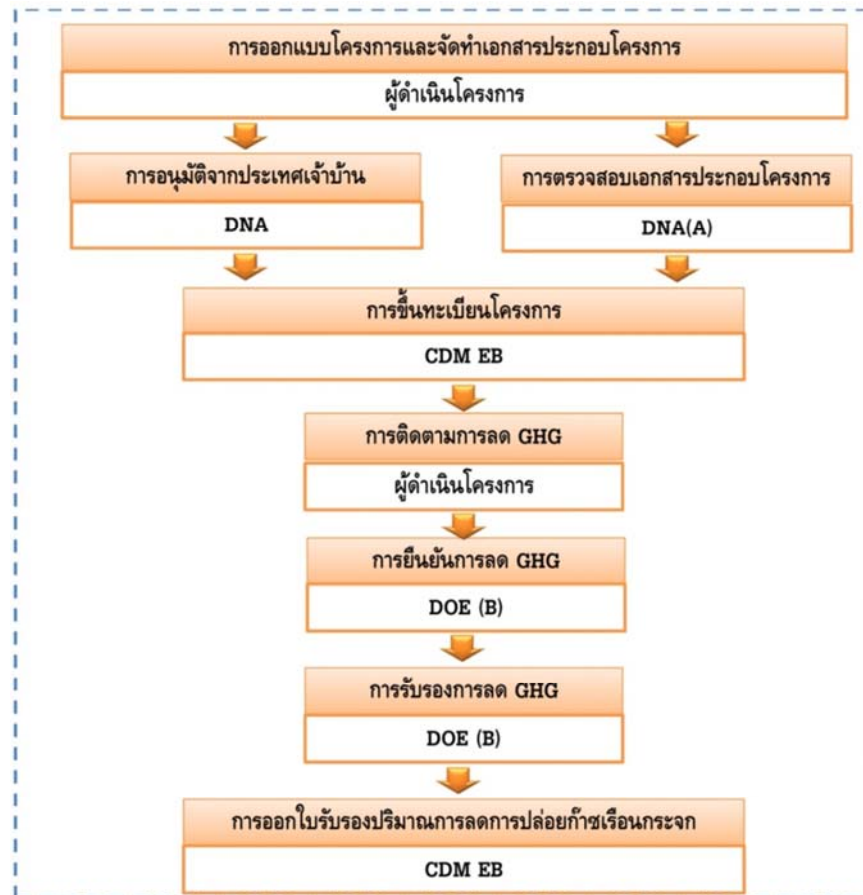 การออกแบบโครงการและจัดทำเอกสารประกอบโครงการ
ผู้ดำเนินโครงการ
การอนุมัติจากประเทศเจ้าบ้าน
DNA
การตรวจสอบเอกสารประกอบโครงการ
DNA(A)
การขึ้นทะเบียนโครงการ
CDM EB
การติดตามการลด GHG
ผู้ดำเนินโครงการ
การยืนยันการลด GHG
DOE (B)
การรับรองการลด GHG
DOE (B)
การออกใบรับรองปริมาณการลดการปล่อยก๊าซเรือนกระจก
CDM EB